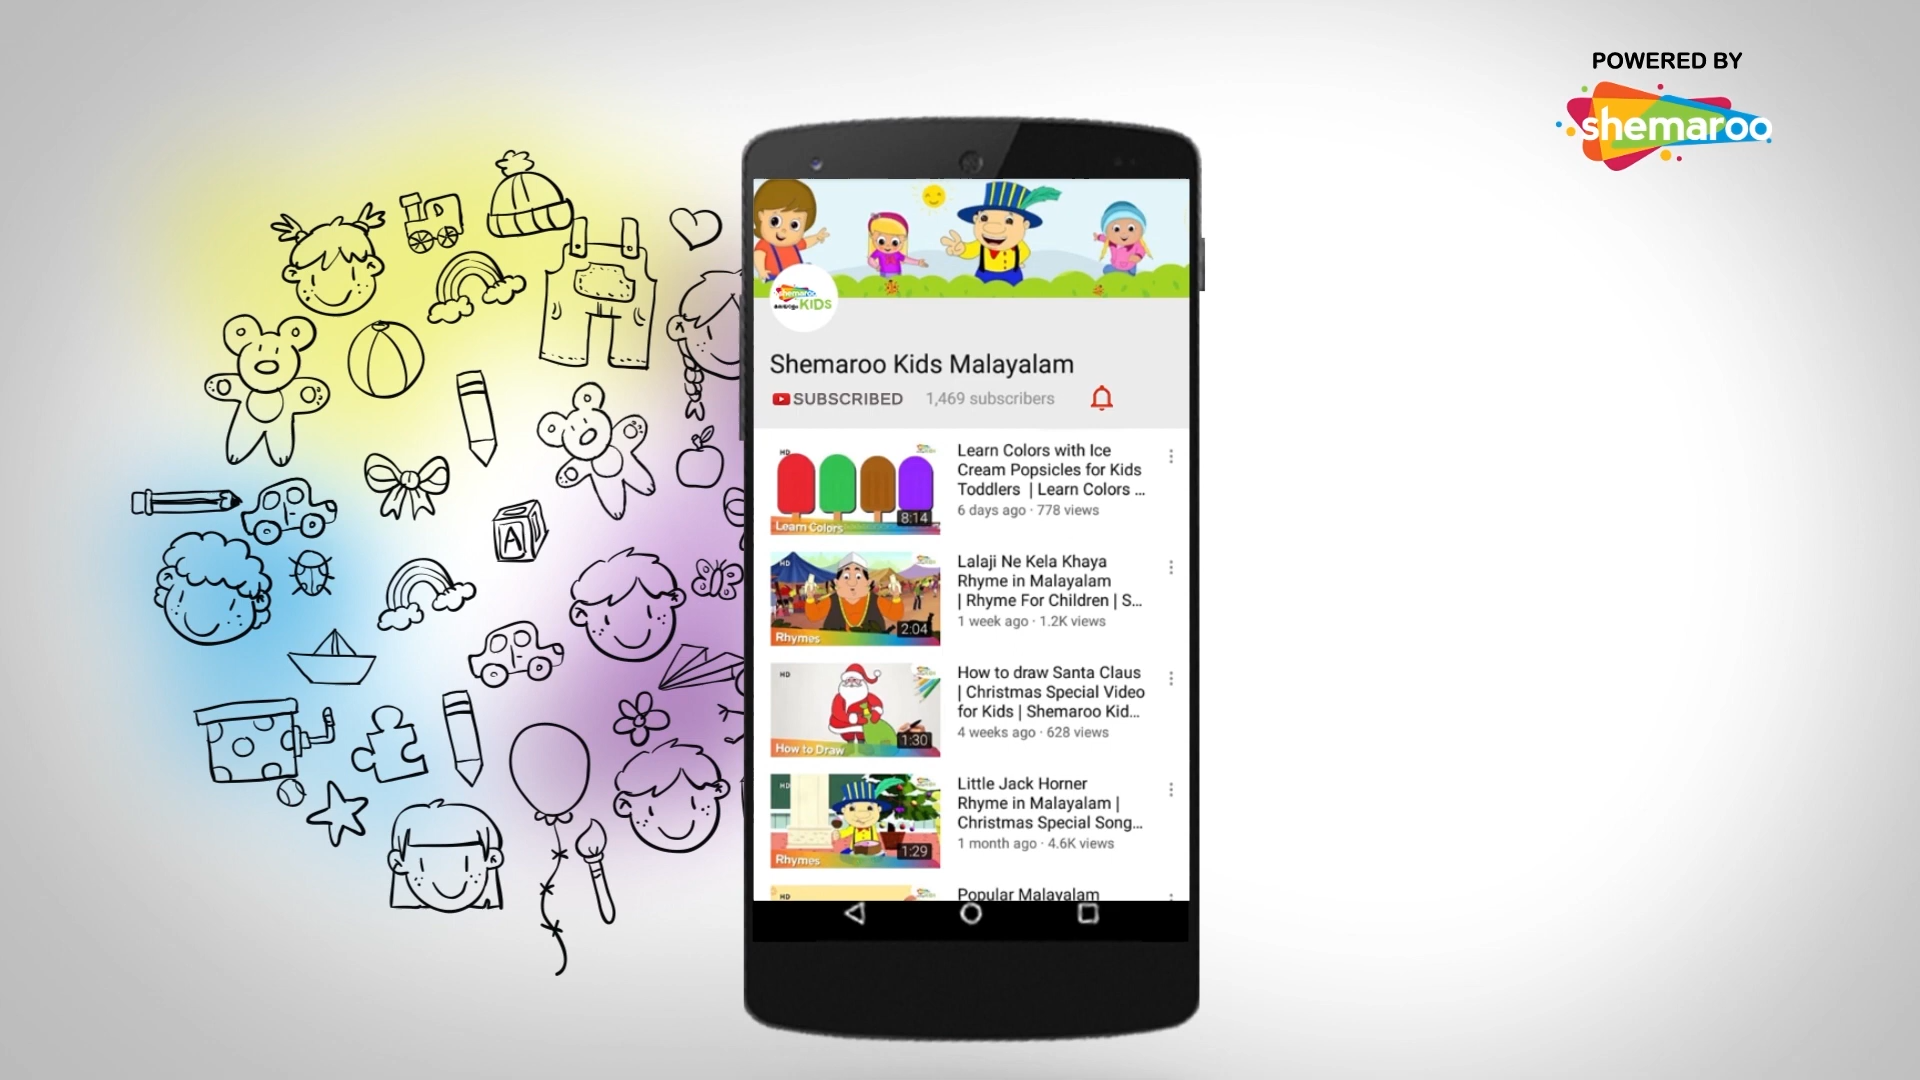 POWERED BY
shemaroo
D
A
shemaroo
KIDS
Shemaroo Kids Malayalam
SUBSCRIBED 1,469 subscribers
HD
Learn Colors
8:14
Learn Colors with Ice
Cream Popsicles for Kids
Toddlers | Learn Colors ...
6 days ago · 778 views
HD
Rhymes
2:04
Lalaji Ne Kela Khaya
Rhyme in Malayalam
| Rhyme For Children | S...
1 week ago · 1.2K views
HD
How to Draw
1:30
How to draw Santa Claus
| Christmas Special Video
for Kids | Shemaroo Kid...
4 weeks ago · 628 views
HD
Rhymes
1:29
Little Jack Horner
Rhyme in Malayalam |
Christmas Special Song...
1 month ago · 4.6K views
HD
Popular Malayalam